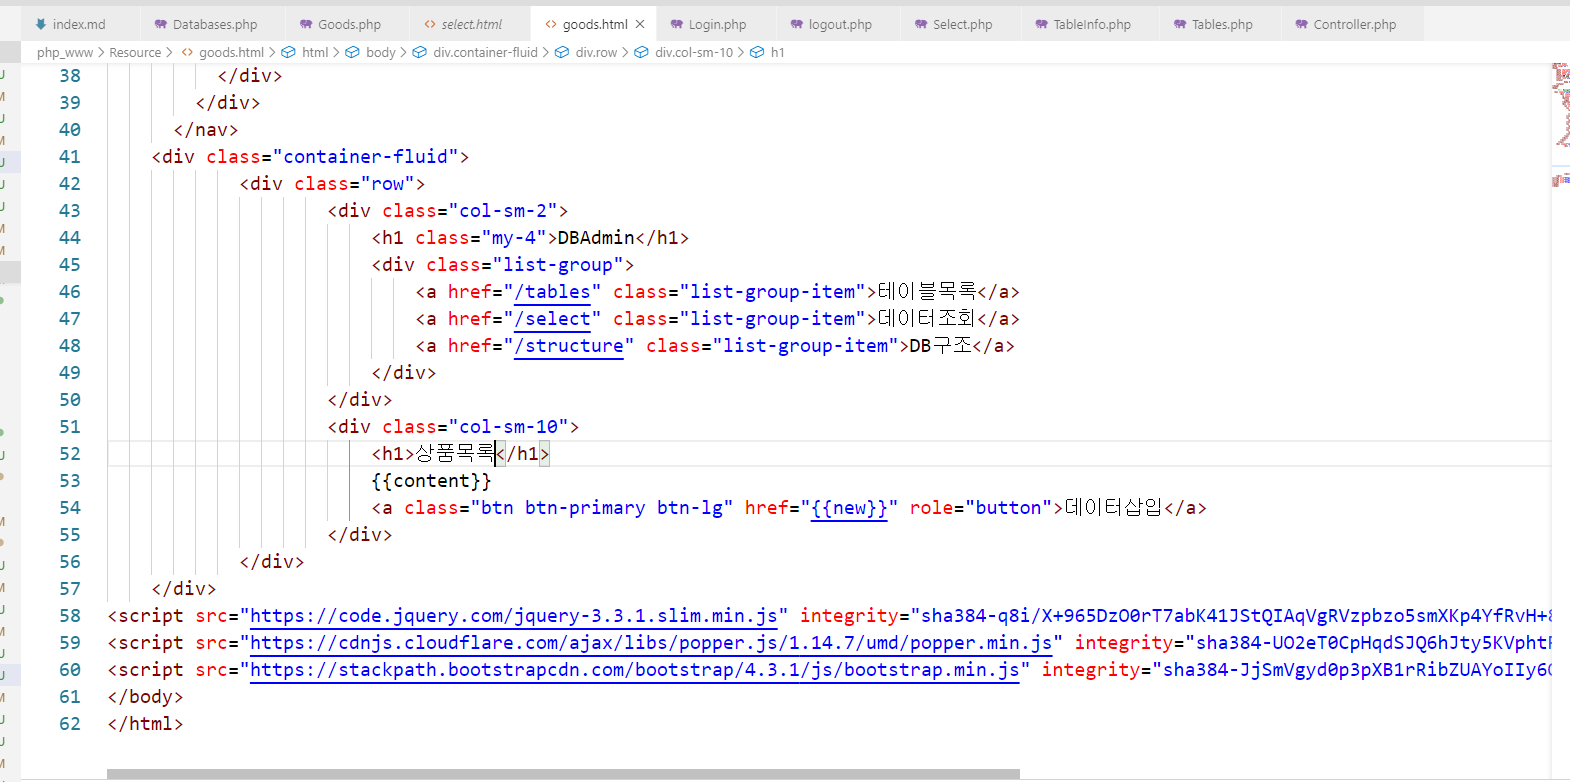 index.md Databases.php Goods.php select.html goods.html Login.php logout.php Select.php TableInfo.php Tables.php Controller.php
php_www > Resource > goods.html > html > body > div.container-fluid > div.row > div.col-sm-10 > h1
38 </div>
39 </div>
40 </nav>
41 <div class="container-fluid">
42 <div class="row">
43 <div class="col-sm-2">
44 <h1 class="my-4">DBAdmin</h1>
45 <div class="list-group">
46 <a href="/tables" class="list-group-item">테이블목록</a>
47 <a href="/select" class="list-group-item">데이터조회</a>
48 <a href="/structure" class="list-group-item">DB구조</a>
49 </div>
50 </div>
51 <div class="col-sm-10">
52 <h1>상품목록</h1>
53 {{content}}
54 <a class="btn btn-primary btn-lg" href="{{new}}" role="button">데이터삽입</a>
55 </div>
56 </div>
57 </div>
58 <script src="https://code.jquery.com/jquery-3.3.1.slim.min.js" integrity="sha384-q8i/X+965DzO0rT7abK41JStQIAqVgRVzpbzo5smXKp4YfRvH+8
59 <script src="https://cdnjs.cloudflare.com/ajax/libs/popper.js/1.14.7/umd/popper.min.js" integrity="sha384-UO2eT0CpHqdSJQ6hJty5KVphtP
60 <script src="https://stackpath.bootstrapcdn.com/bootstrap/4.3.1/js/bootstrap.min.js" integrity="sha384-JjSmVgyd0p3pXB1rRibZUAYoIIy6O
61 </body>
62 </html>